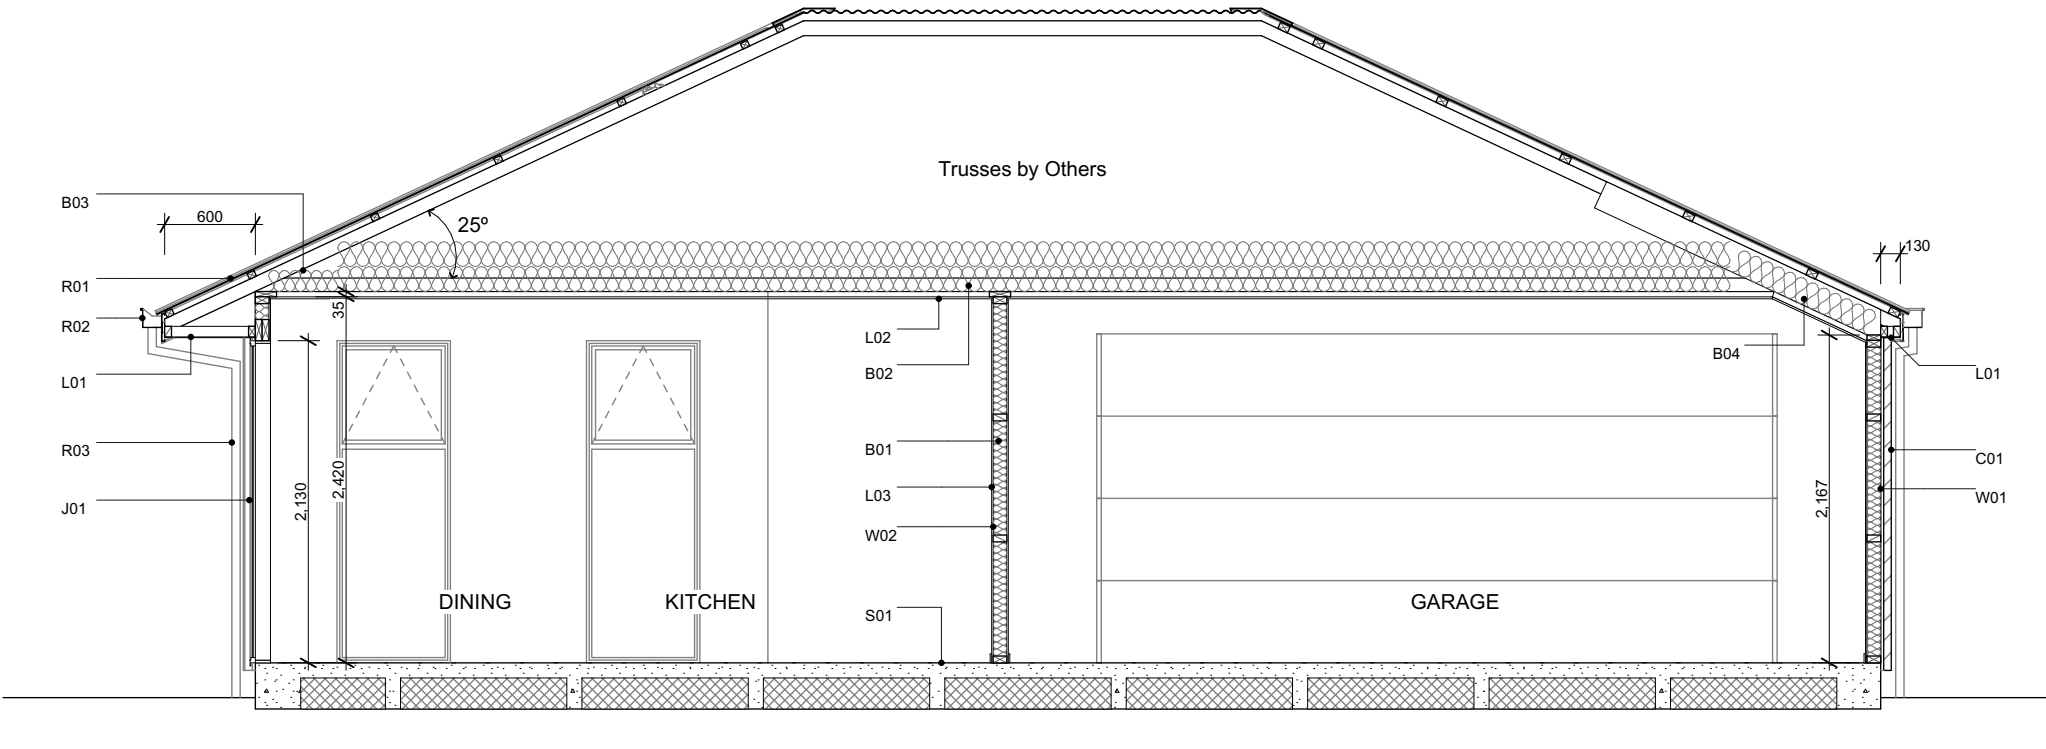 Trusses by Others
B03
600
25º
130
R01
R02
35
L02
B04
L01
B02
L01
R03
B01
C01
2,420
2,130
J01
L03
2,167
W01
W02
DINING
KITCHEN
GARAGE
S01